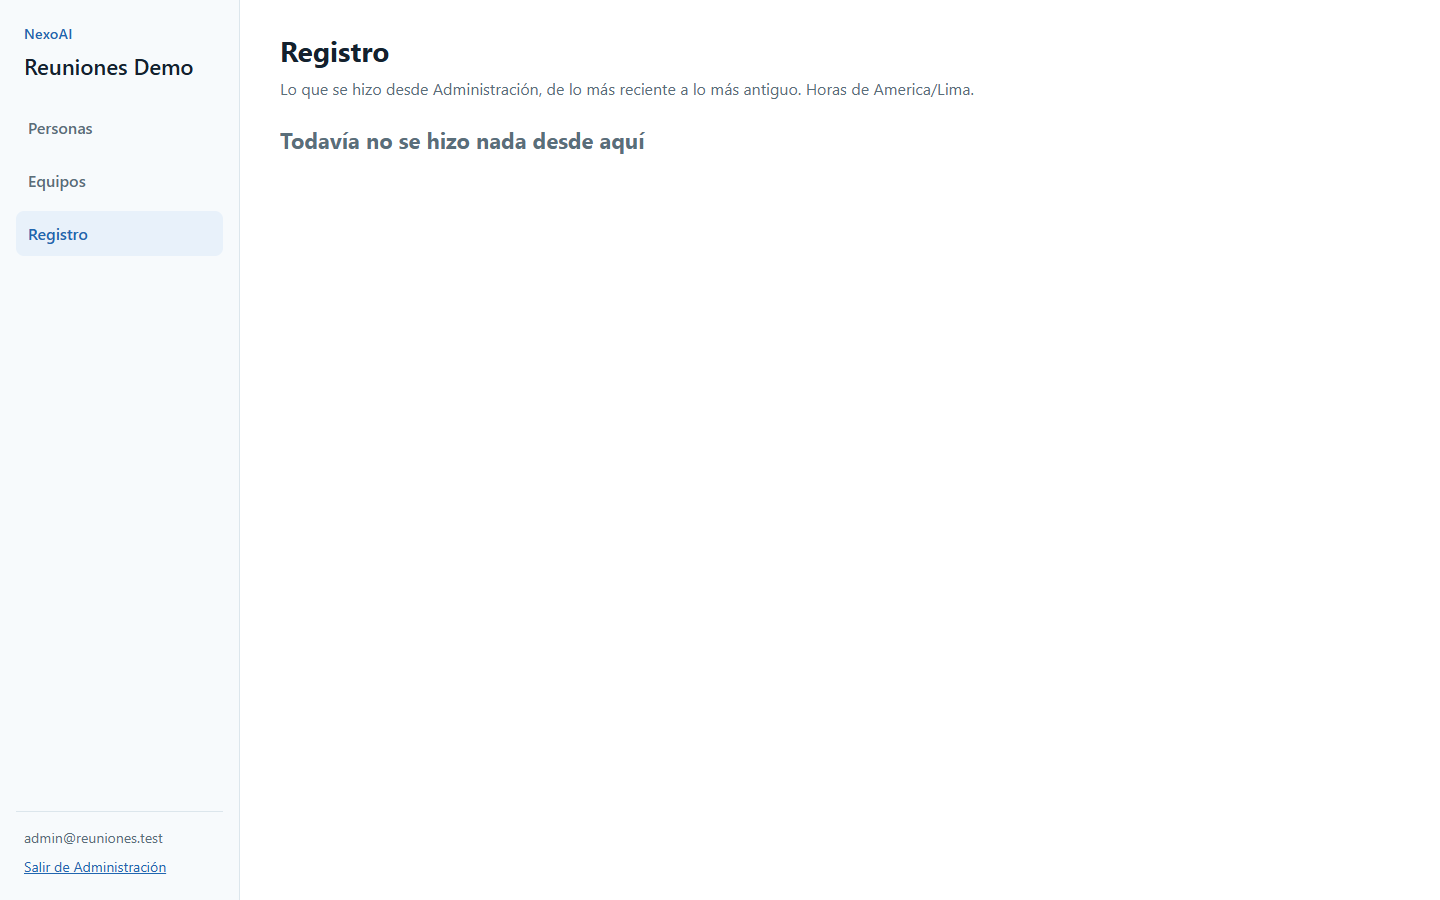 NexoAI
Reuniones Demo
Personas
Equipos
Registro
admin@reuniones.test
Salir de Administración
Registro
Lo que se hizo desde Administración, de lo más reciente a lo más antiguo. Horas de America/Lima.
Todavía no se hizo nada desde aquí